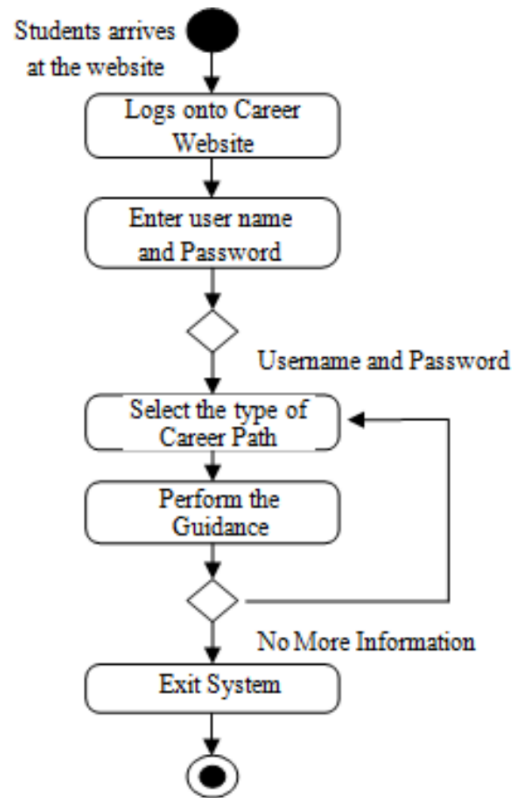 Students arrives
at the website
Logs onto Career
Website
Enter user name
and Password
Username and Password
Select the type of
Career Path
Perform the
Guidance
No More Information
Exit System